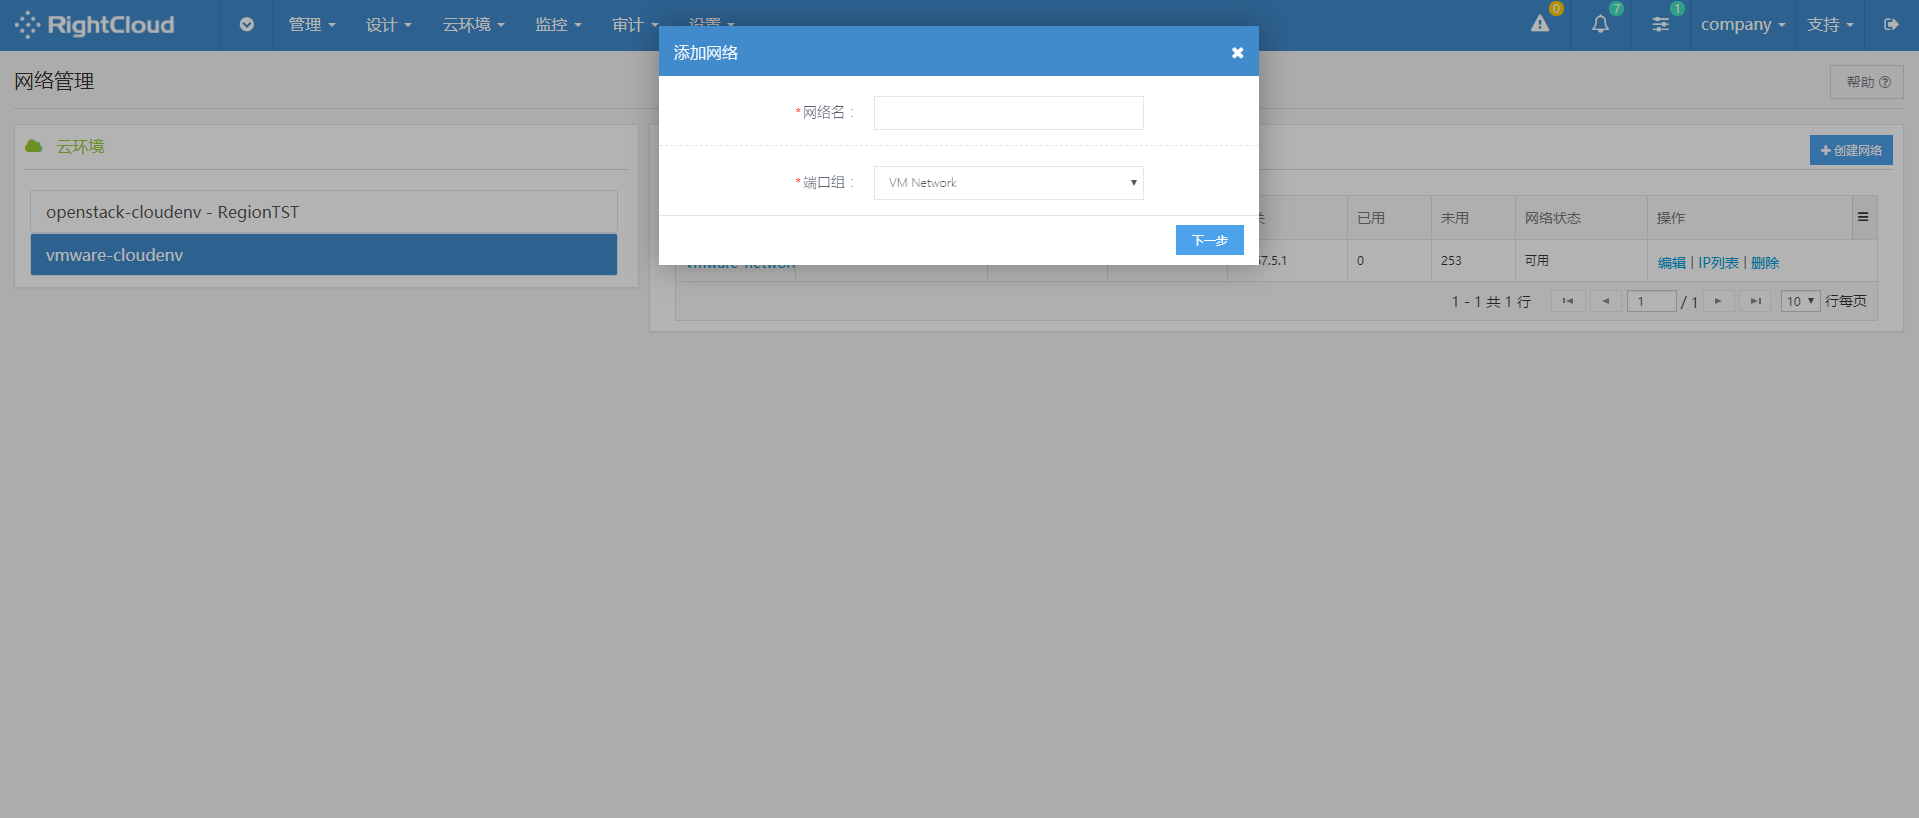 RightCloud 管理 设计 云环境 监控 审计 设置 0 7 1 company 支持
添加网络
网络管理
帮助
*网络名：
云环境
创建网络
*端口组： VM Network
openstack-cloudenv - RegionTST
已用 未用 网络状态 操作
下一步
vmware-cloudenv
7.5.1 0 253 可用 编辑 | IP列表 | 删除
1 - 1 共 1 行 1 / 1 10 行每页